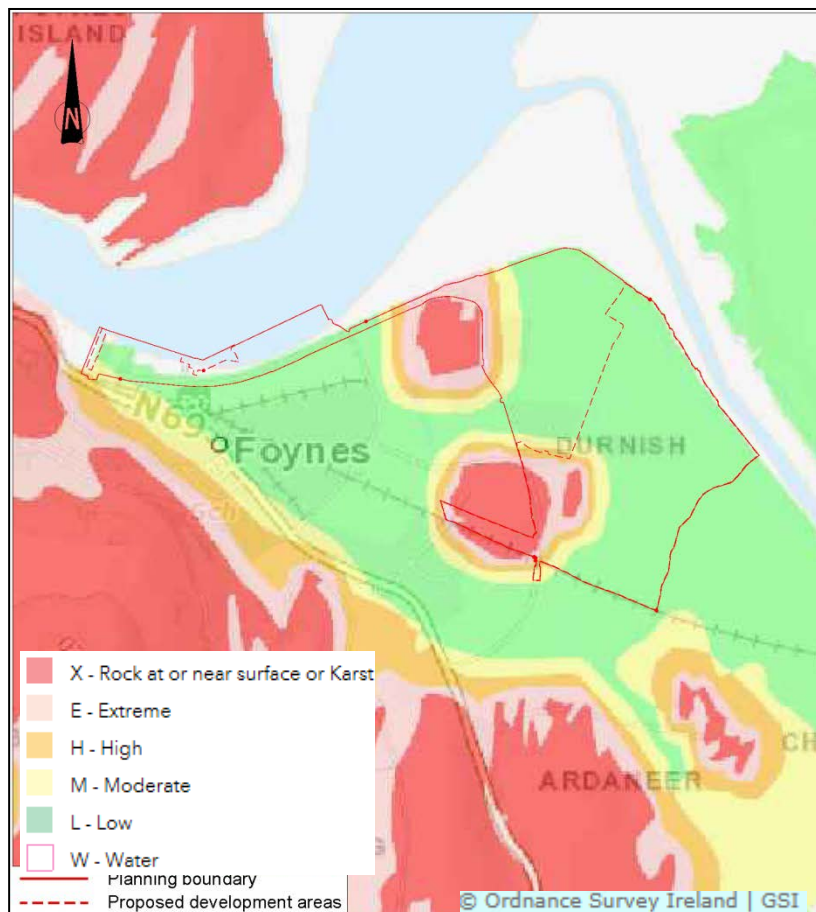 ISLAND
N
N69
Foynes
DURNISH
ARDANEER
CH
X - Rock at or near surface or Karst
E - Extreme
H - High
M - Moderate
L - Low
W - Water
Planning boundary
Proposed development areas
© Ordnance Survey Ireland | GSI